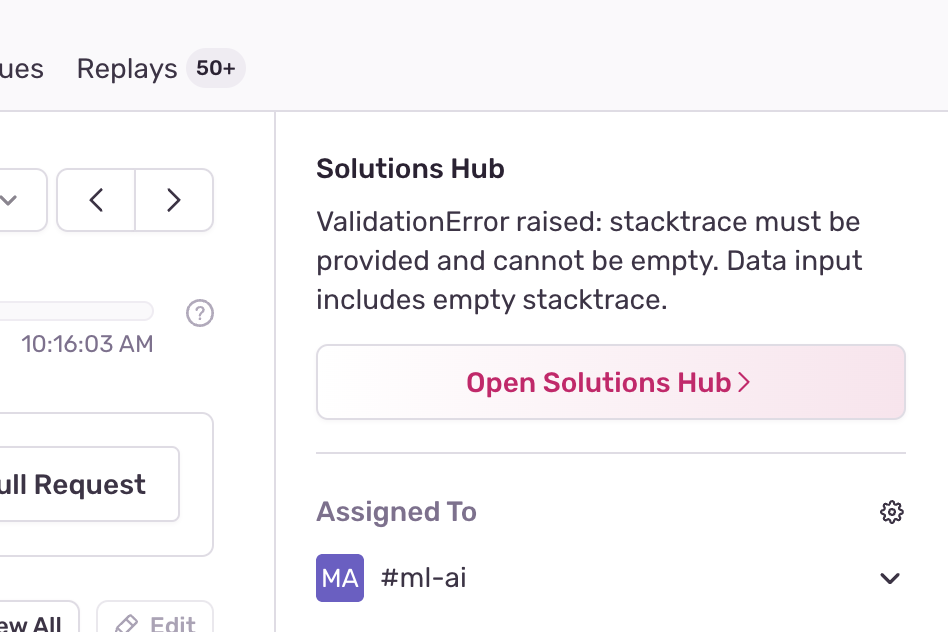 ues Replays 50+
Solutions Hub
ValidationError raised: stacktrace must be
provided and cannot be empty. Data input
includes empty stacktrace.
10:16:03 AM
Open Solutions Hub
ull Request
Assigned To
MA #ml-ai
ew All Edit